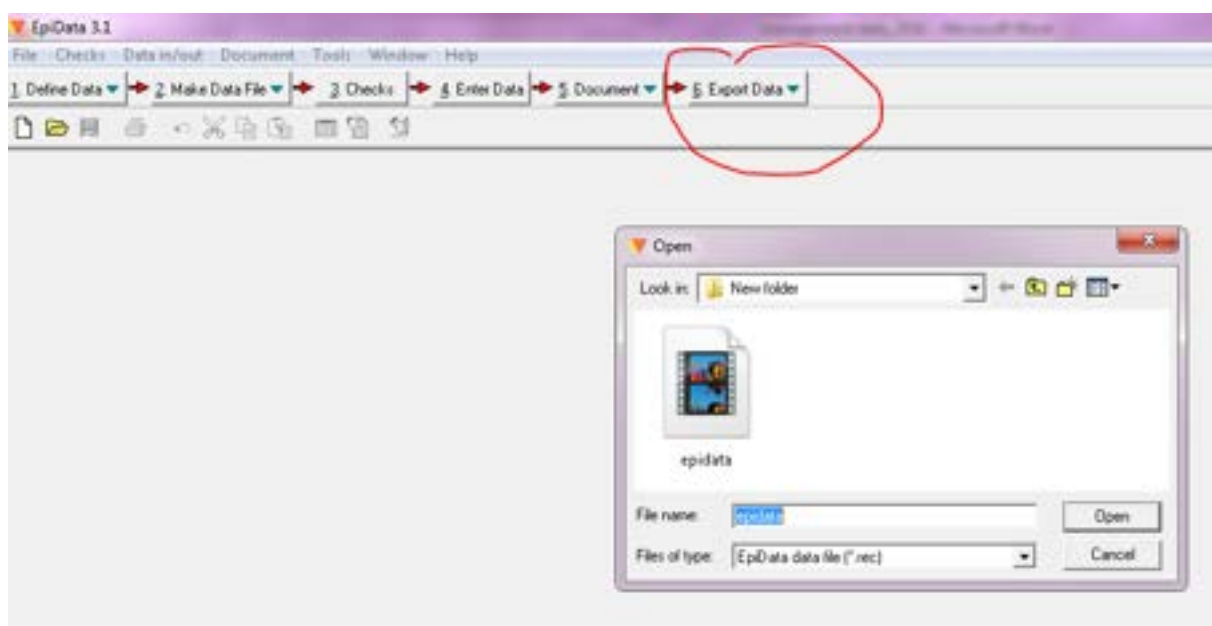 EpiData 3.1
File Checks Data in/out Document Tools Window Help
1. Define Data 2. Make Data File 3. Checks 4. Enter Data 5. Document 6. Export Data
Open
Look in: New folder
epidata
File name: epidata
Open
Files of type: EpiData data file (*.rec)
Cancel